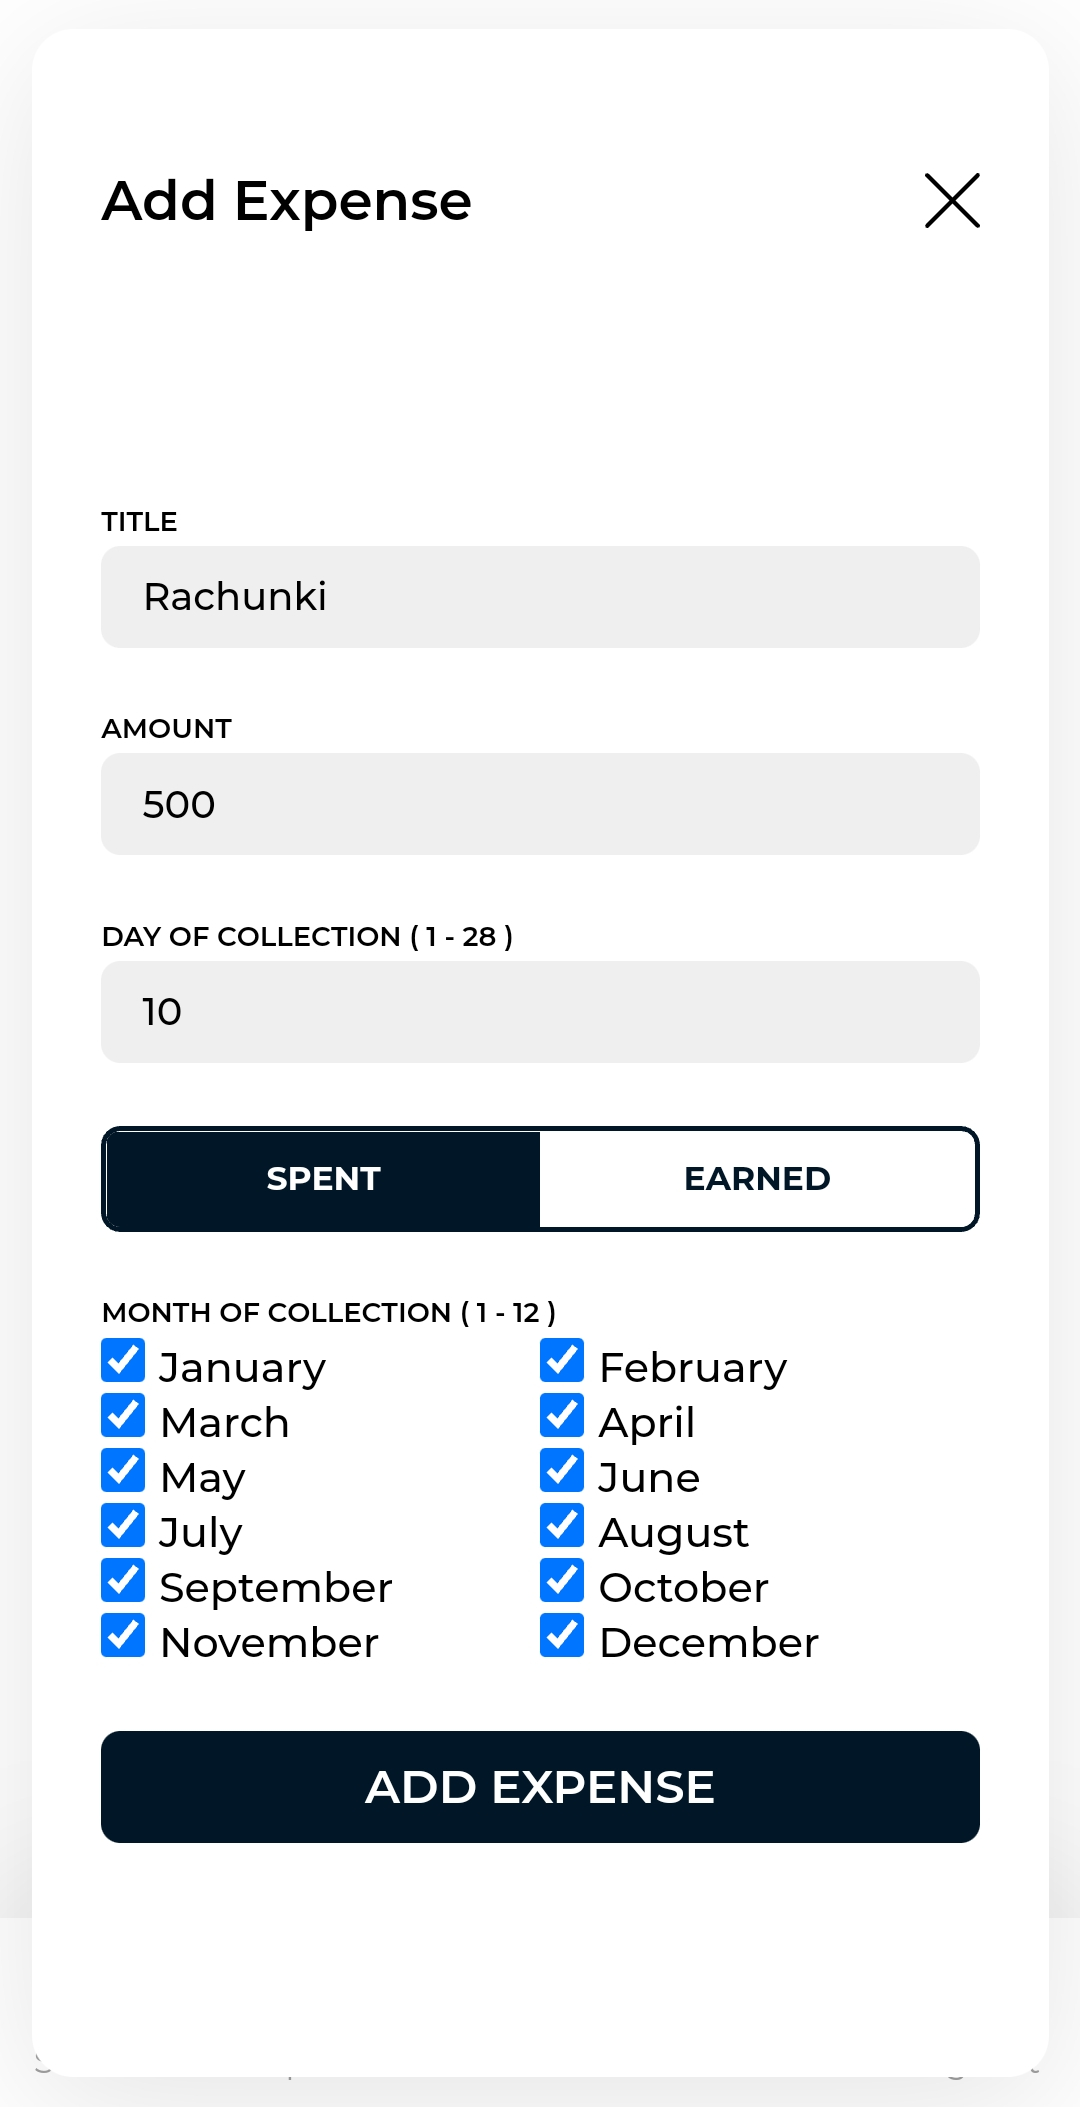 Add Expense
TITLE
Rachunki
AMOUNT
500
DAY OF COLLECTION ( 1 - 28 )
10
SPENT EARNED
MONTH OF COLLECTION ( 1 - 12 )
January February
March April
May June
July August
September October
November December
ADD EXPENSE